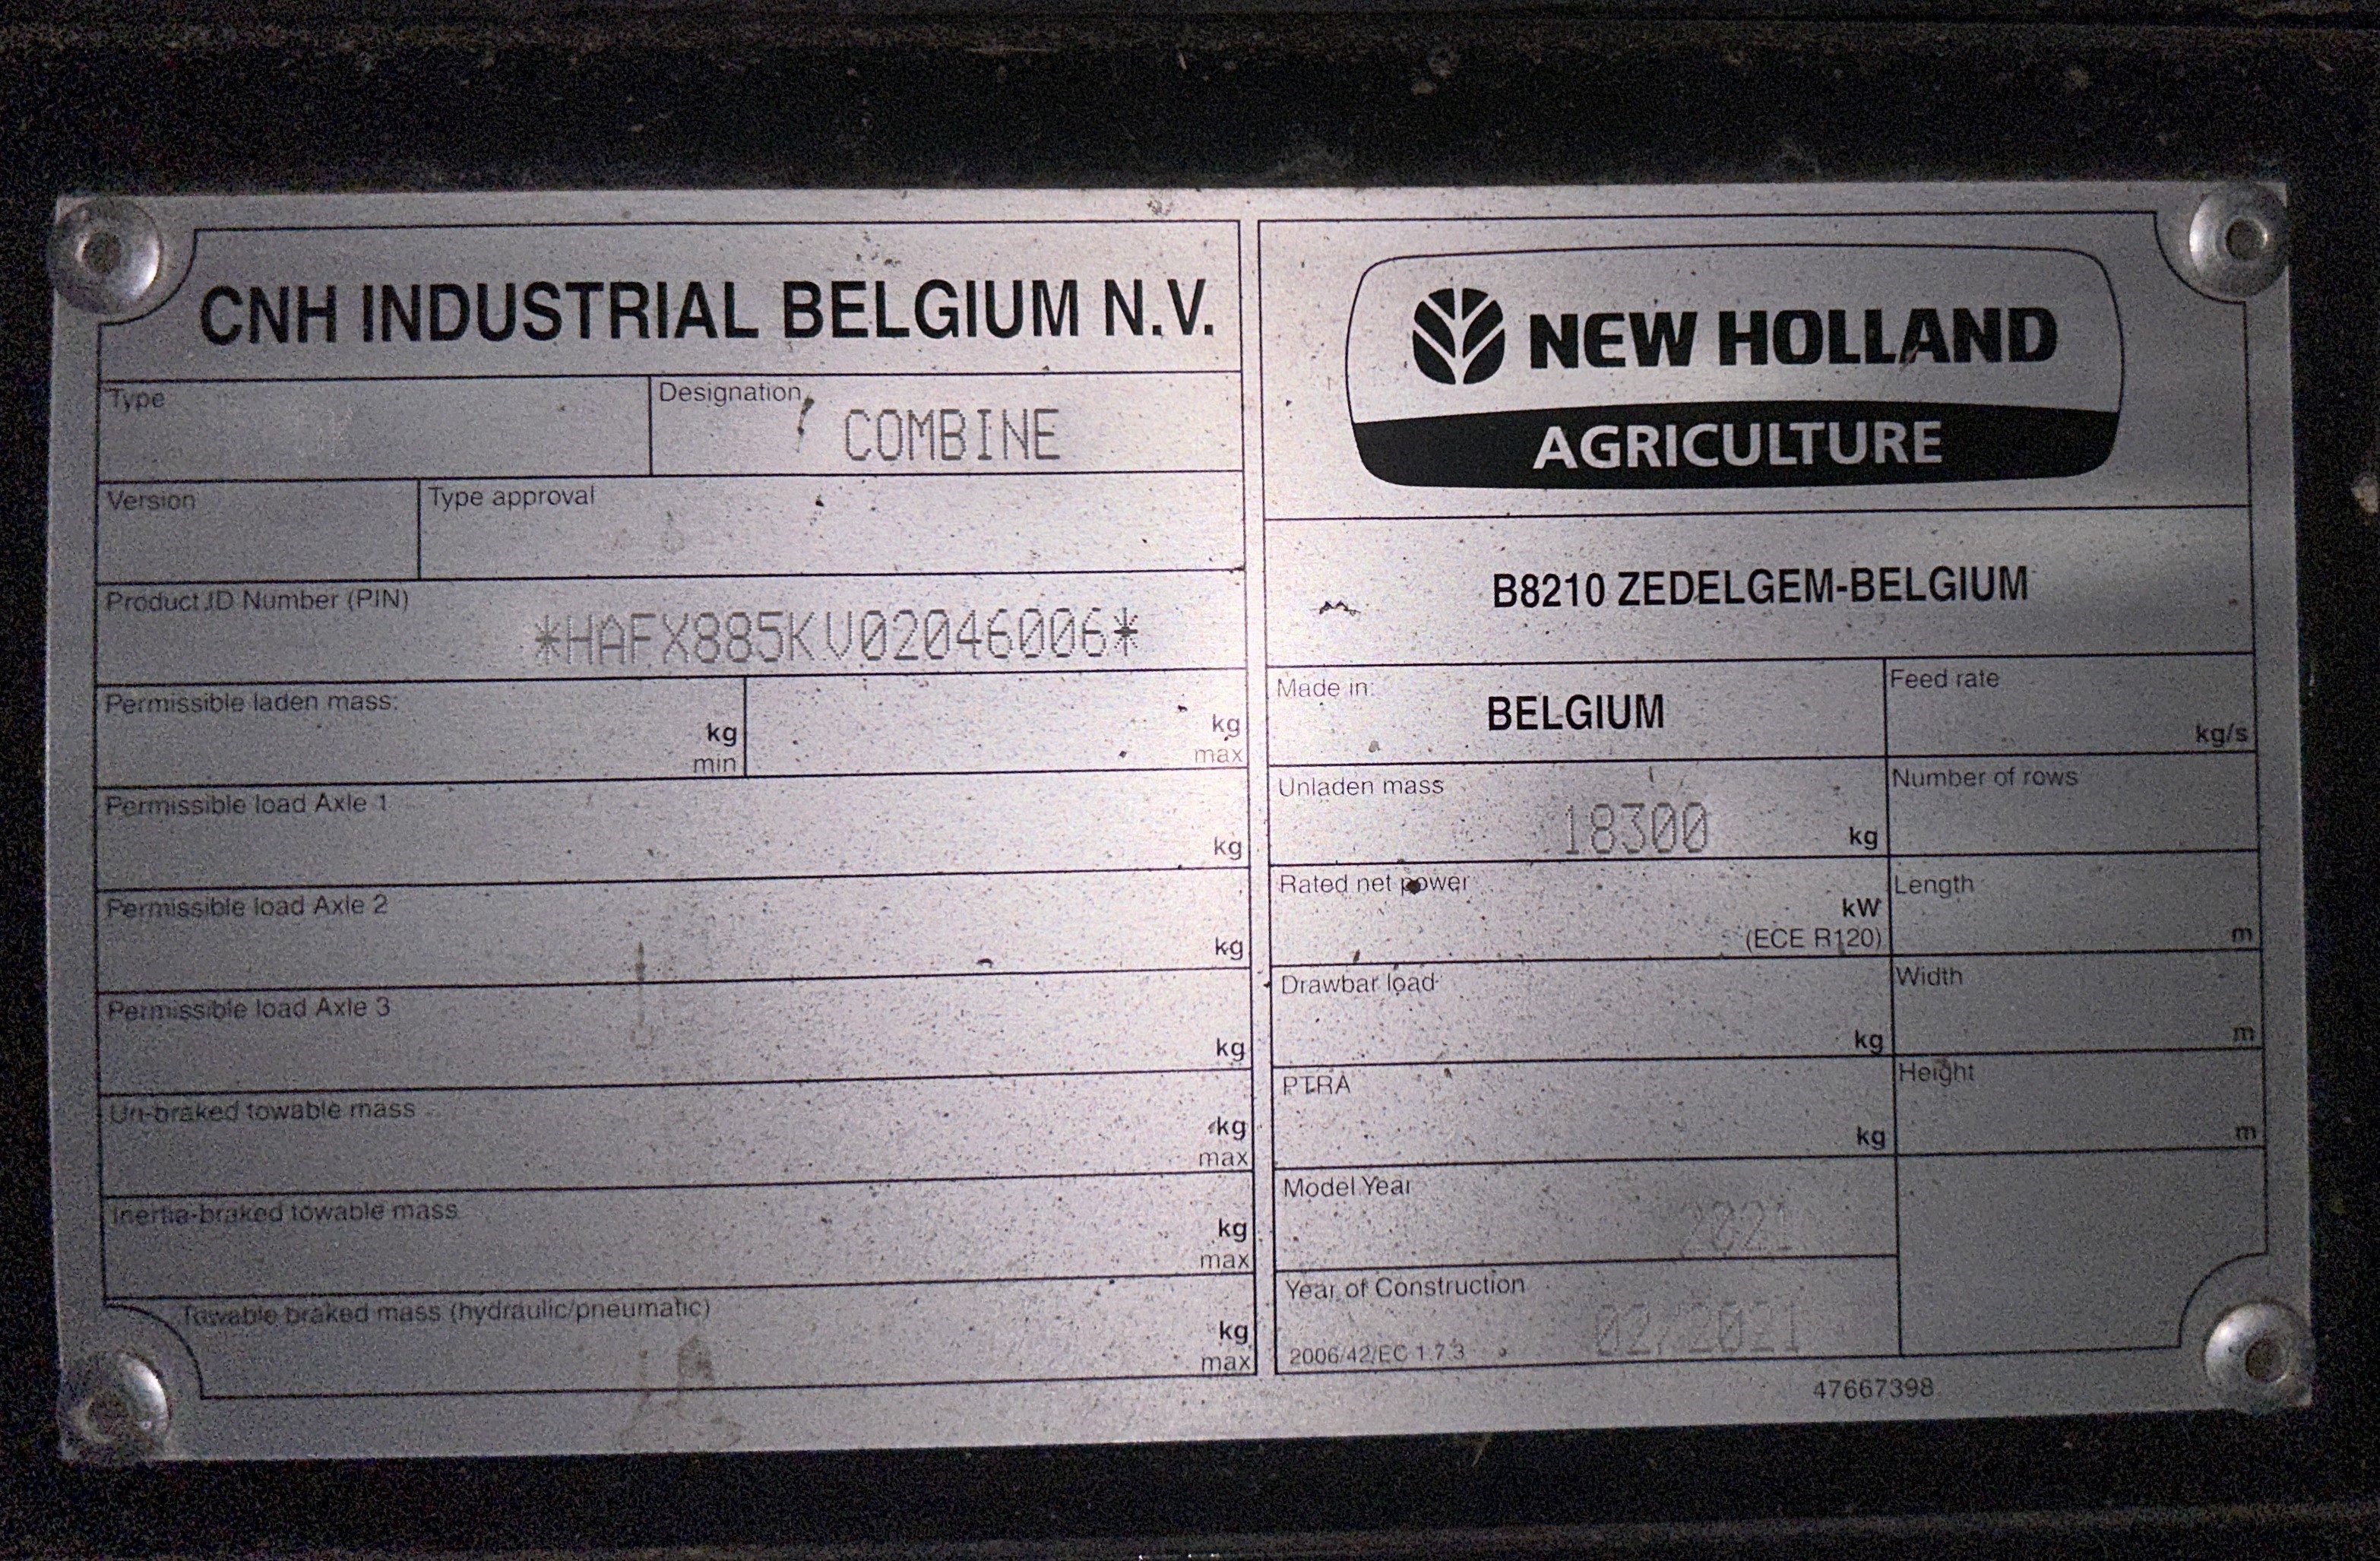 CNH INDUSTRIAL BELGIUM N.V.
Type
Designation
COMBINE
Version
Type approval
Product ID Number (PIN)
*HAFX885KV02046006*
Permissible laden mass:
kg
min
kg
max
Permissible load Axle 1
kg
Permissible load Axle 2
kg
Permissible load Axle 3
kg
Un-braked towable mass
kg
max
Inertia-braked towable mass
kg
max
Towable braked mass (hydraulic/pneumatic)
kg
max
NEW HOLLAND
AGRICULTURE
B8210 ZEDELGEM-BELGIUM
Made in:
BELGIUM
Feed rate
kg/s
Unladen mass
18300
kg
Number of rows
Rated net power
kW
(ECE R120)
Length
m
Drawbar load
kg
Width
m
PTRA
kg
Height
m
Model Year
2021
Year of Construction
02/2021
2006/42/EC 1.7.3
47667398